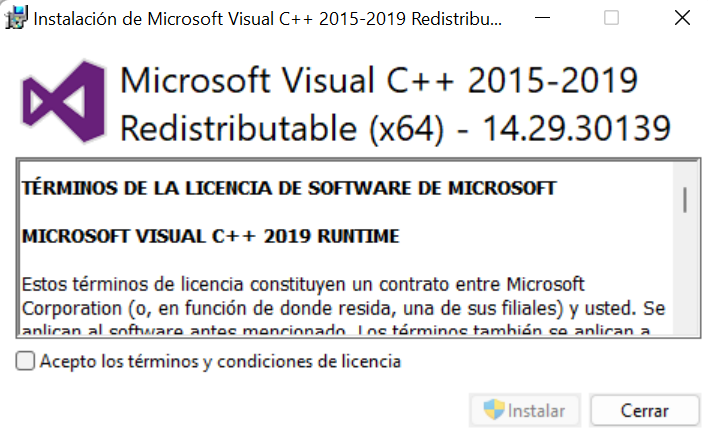 Instalación de Microsoft Visual C++ 2015-2019 Redistribu...
Microsoft Visual C++ 2015-2019
Redistributable (x64) - 14.29.30139
TÉRMINOS DE LA LICENCIA DE SOFTWARE DE MICROSOFT
MICROSOFT VISUAL C++ 2019 RUNTIME
Estos términos de licencia constituyen un contrato entre Microsoft
Corporation (o, en función de donde resida, una de sus filiales) y usted. Se
aplican al software antes mencionado. Los términos también se aplican a
Acepto los términos y condiciones de licencia
Instalar
Cerrar